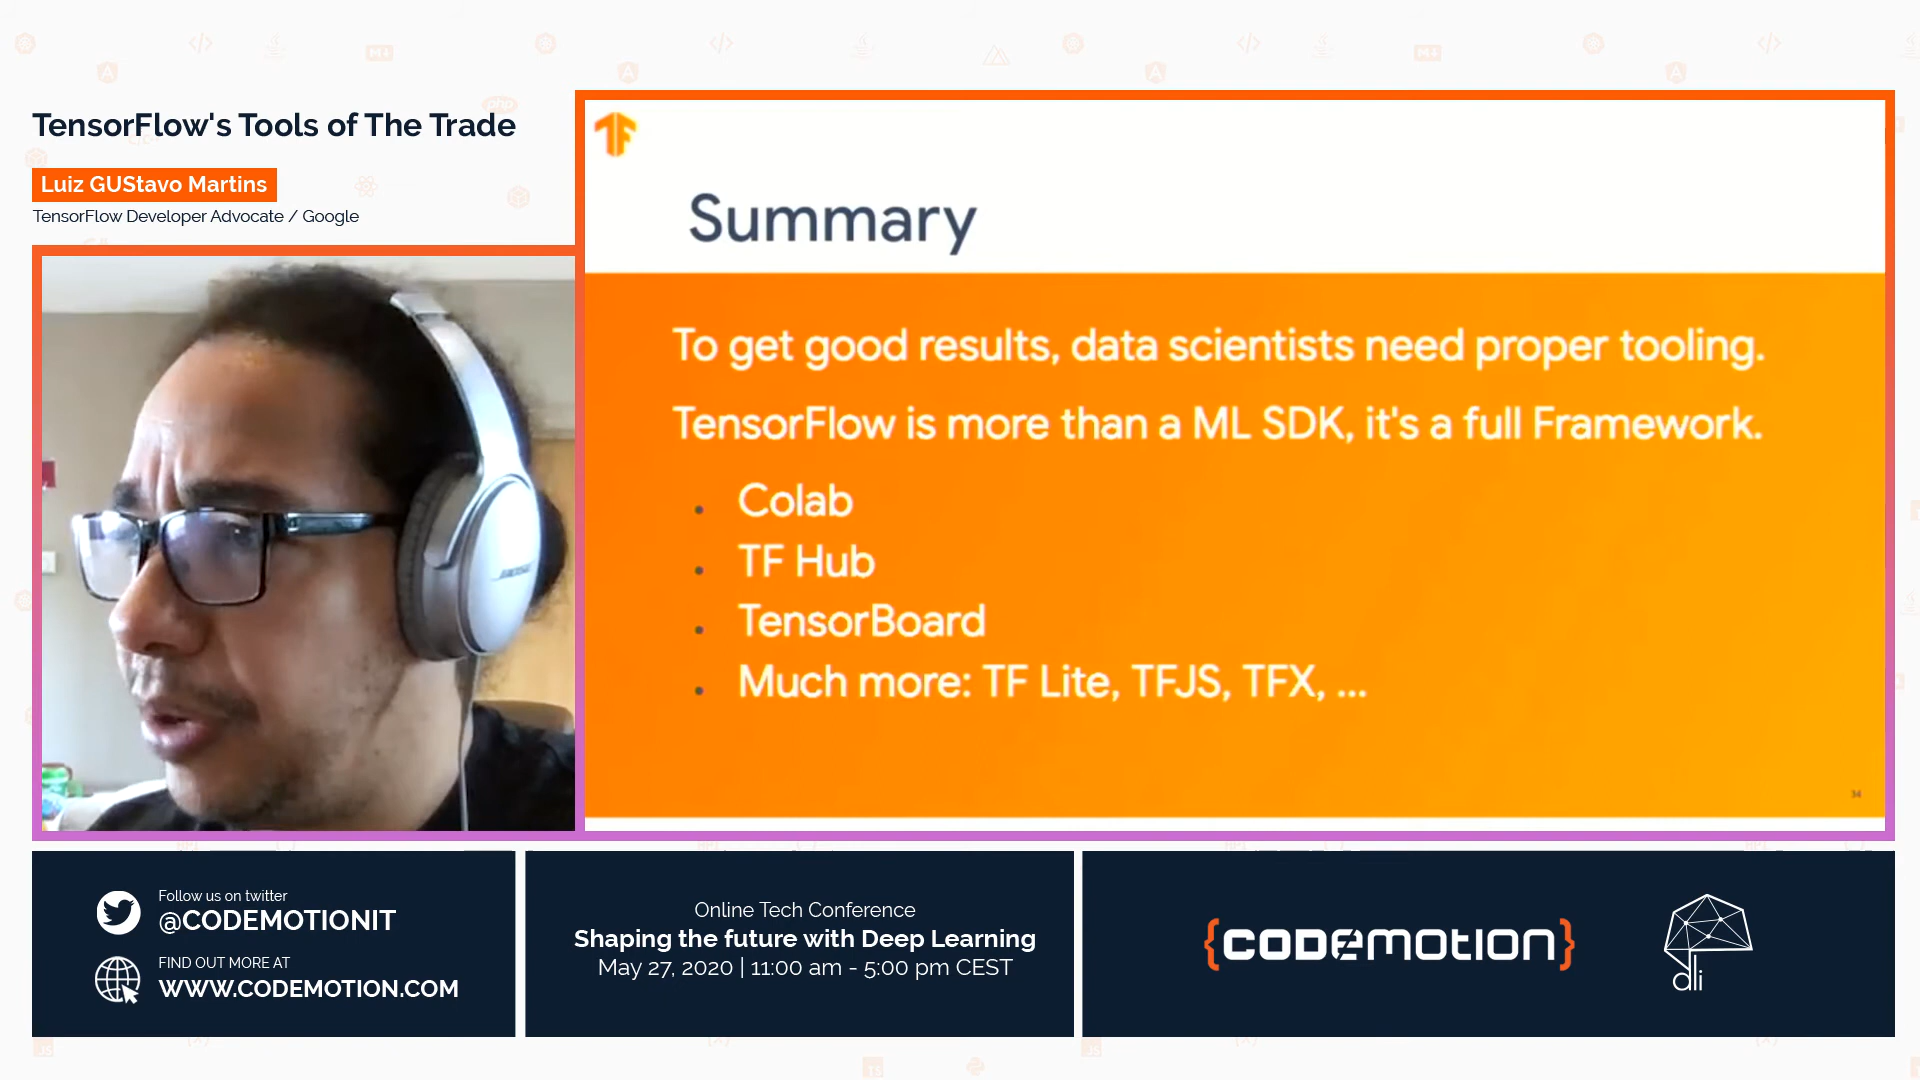 TensorFlow's Tools of The Trade
Luiz GUStavo Martins
TensorFlow Developer Advocate / Google
BOSE
Summary
To get good results, data scientists need proper tooling.
TensorFlow is more than a ML SDK, it's a full Framework.
• Colab
• TF Hub
• TensorBoard
• Much more: TF Lite, TFJS, TFX, ...
34
Follow us on twitter
@CODEMOTIONIT
FIND OUT MORE AT
WWW.CODEMOTION.COM
Online Tech Conference
Shaping the future with Deep Learning
May 27, 2020 | 11:00 am - 5:00 pm CEST
{CODEMOTION}
dli